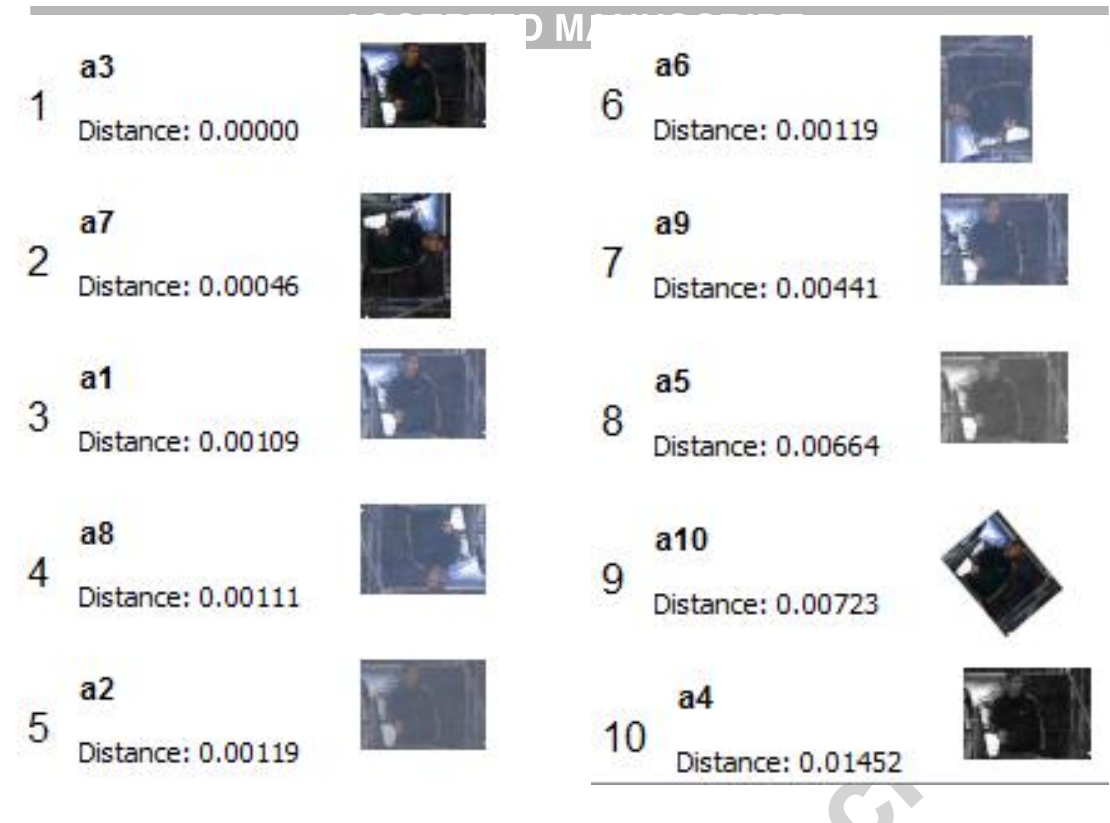 1
a3
Distance: 0.00000
2
a7
Distance: 0.00046
3
a1
Distance: 0.00109
4
a8
Distance: 0.00111
5
a2
Distance: 0.00119
6
a6
Distance: 0.00119
7
a9
Distance: 0.00441
8
a5
Distance: 0.00664
9
a10
Distance: 0.00723
10
a4
Distance: 0.01452